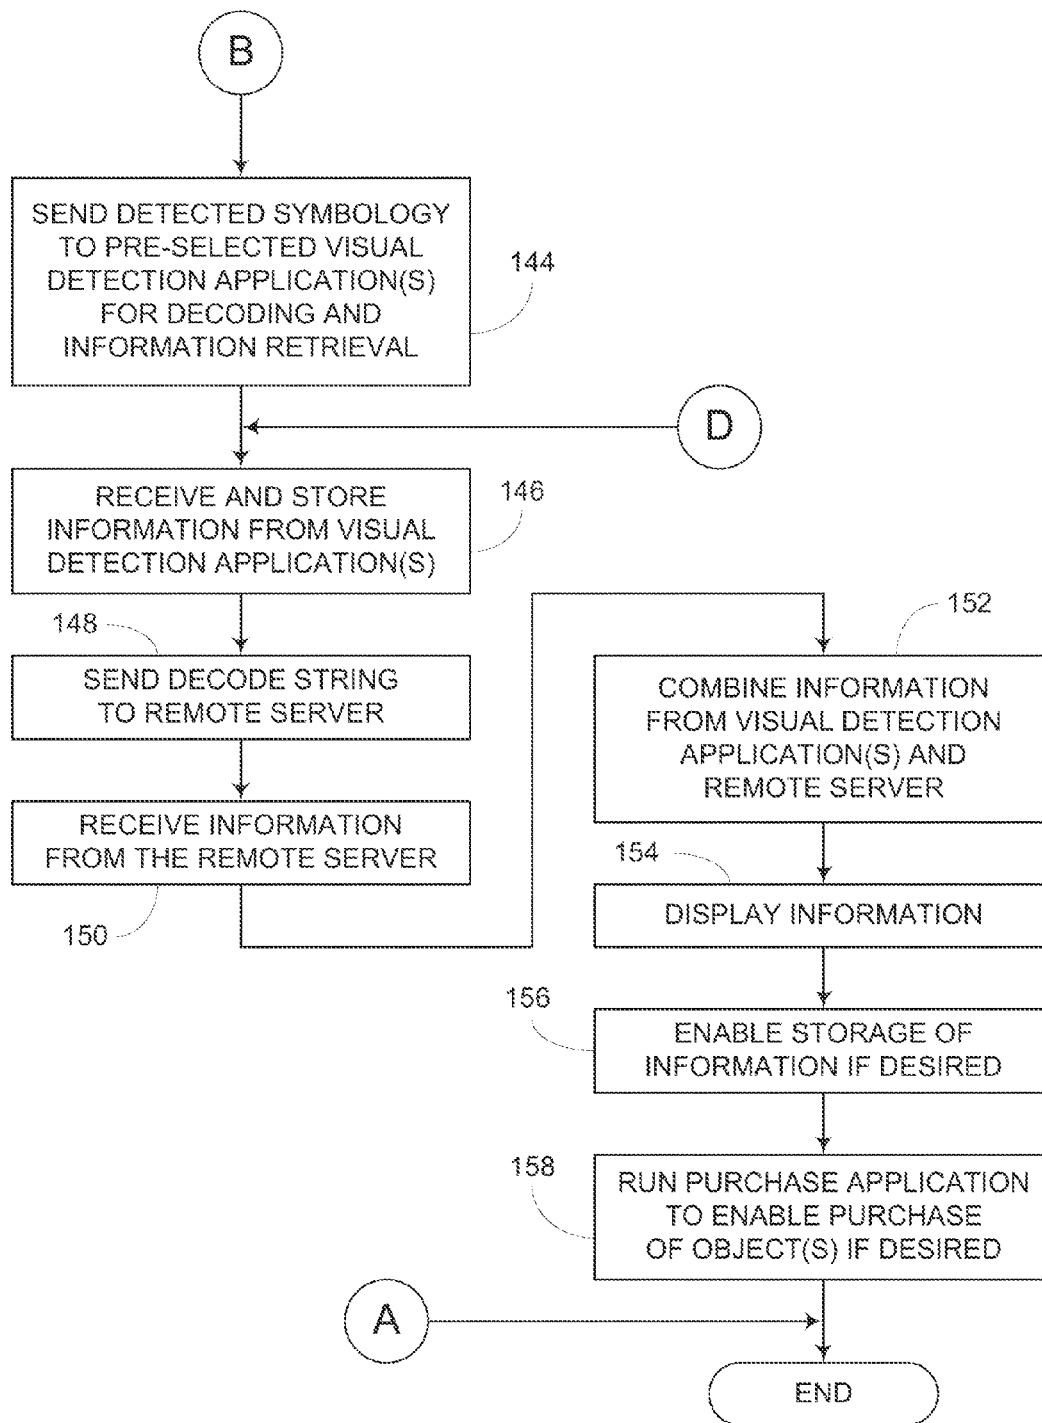 B
SEND DETECTED SYMBOLOGY
TO PRE-SELECTED VISUAL
DETECTION APPLICATION(S)
FOR DECODING AND
INFORMATION RETRIEVAL
144
D
RECEIVE AND STORE
INFORMATION FROM VISUAL
DETECTION APPLICATION(S)
146
148
SEND DECODE STRING
TO REMOTE SERVER
RECEIVE INFORMATION
FROM THE REMOTE SERVER
150
152
COMBINE INFORMATION
FROM VISUAL DETECTION
APPLICATION(S) AND
REMOTE SERVER
154
DISPLAY INFORMATION
156
ENABLE STORAGE OF
INFORMATION IF DESIRED
158
RUN PURCHASE APPLICATION
TO ENABLE PURCHASE
OF OBJECT(S) IF DESIRED
A
END